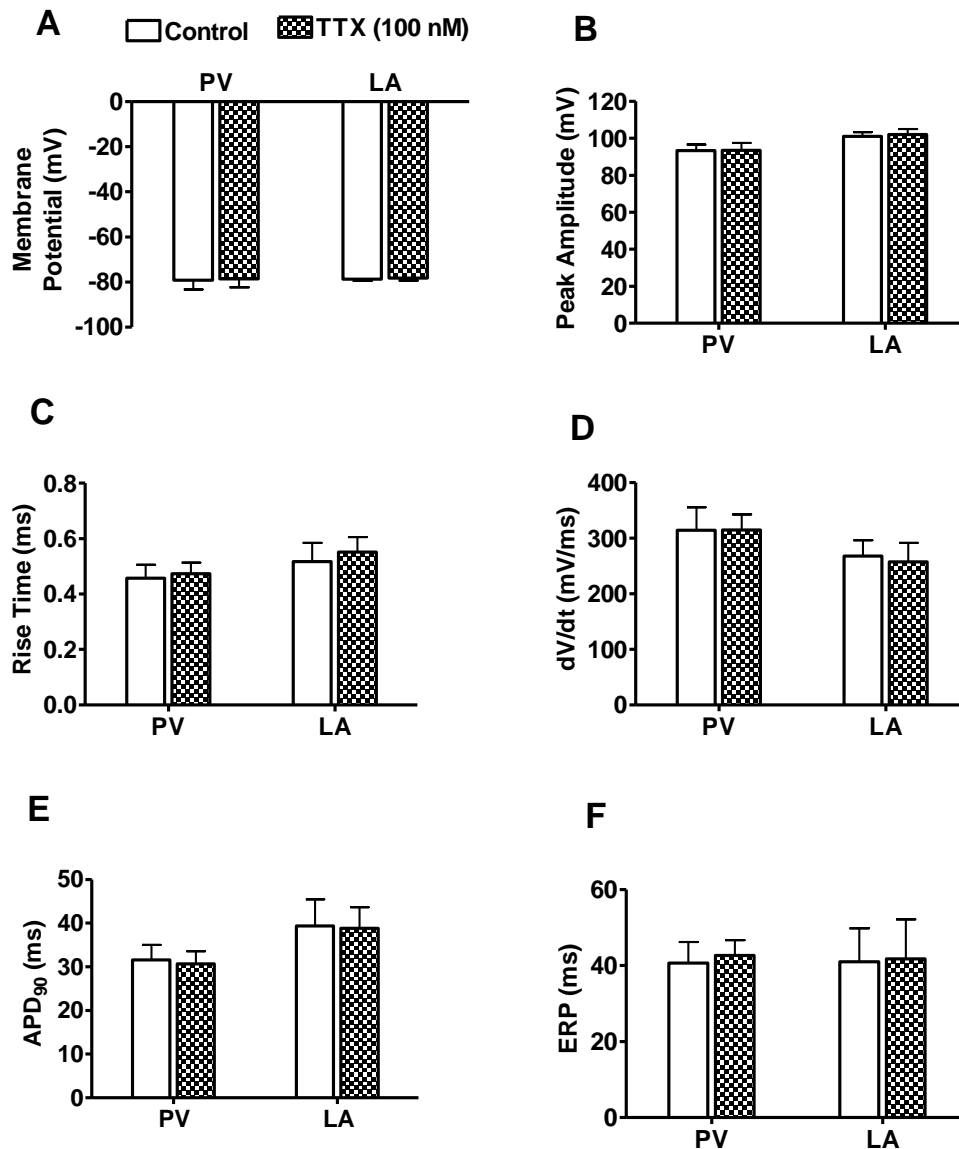 A
Control
TTX (100 nM)
PV
LA
0
-20
-40
-60
-80
-100
Membrane
Potential (mV)
B
Peak Amplitude (mV)
120
100
80
60
40
20
0
PV
LA
C
Rise Time (ms)
0.8
0.6
0.4
0.2
0.0
PV
LA
D
dV/dt (mV/ms)
400
300
200
100
0
PV
LA
E
APD₉₀ (ms)
50
40
30
20
10
0
PV
LA
F
ERP (ms)
60
40
20
0
PV
LA